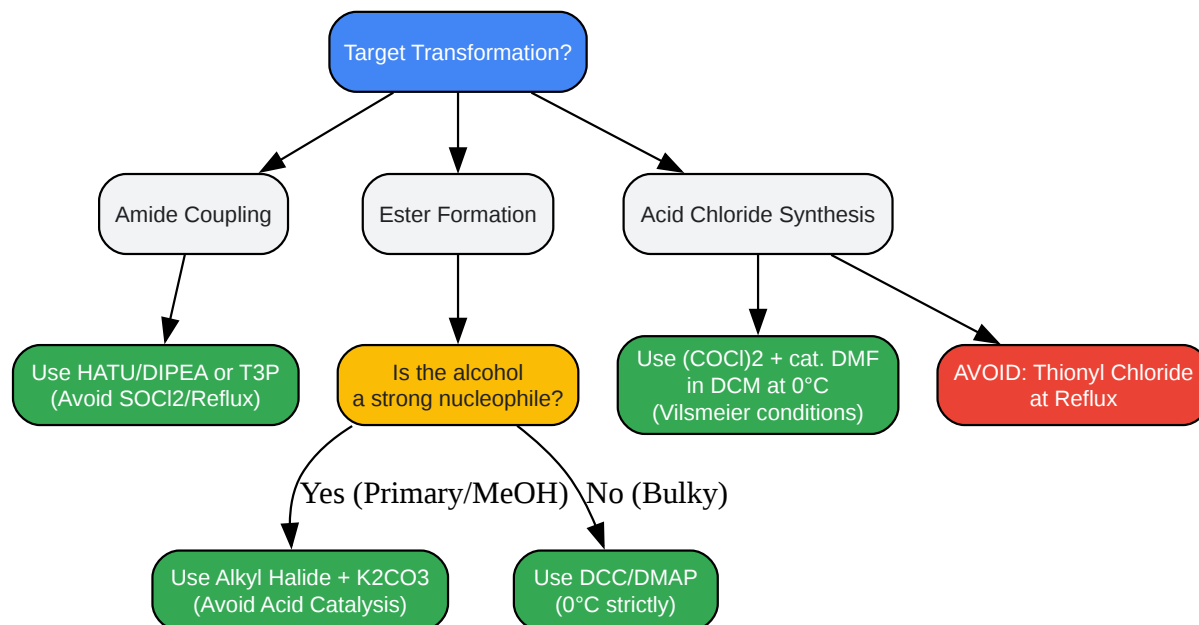 Target Transformation?
Amide Coupling
Ester Formation
Acid Chloride Synthesis
Use HATU/DIPEA or T3P
(Avoid SOCl2/Reflux)
Is the alcohol
a strong nucleophile?
Use (COCl)2 + cat. DMF
in DCM at 0°C
(Vilsmeier conditions)
AVOID: Thionyl Chloride
at Reflux
Yes (Primary/MeOH)
No (Bulky)
Use Alkyl Halide + K2CO3
(Avoid Acid Catalysis)
Use DCC/DMAP
(0°C strictly)